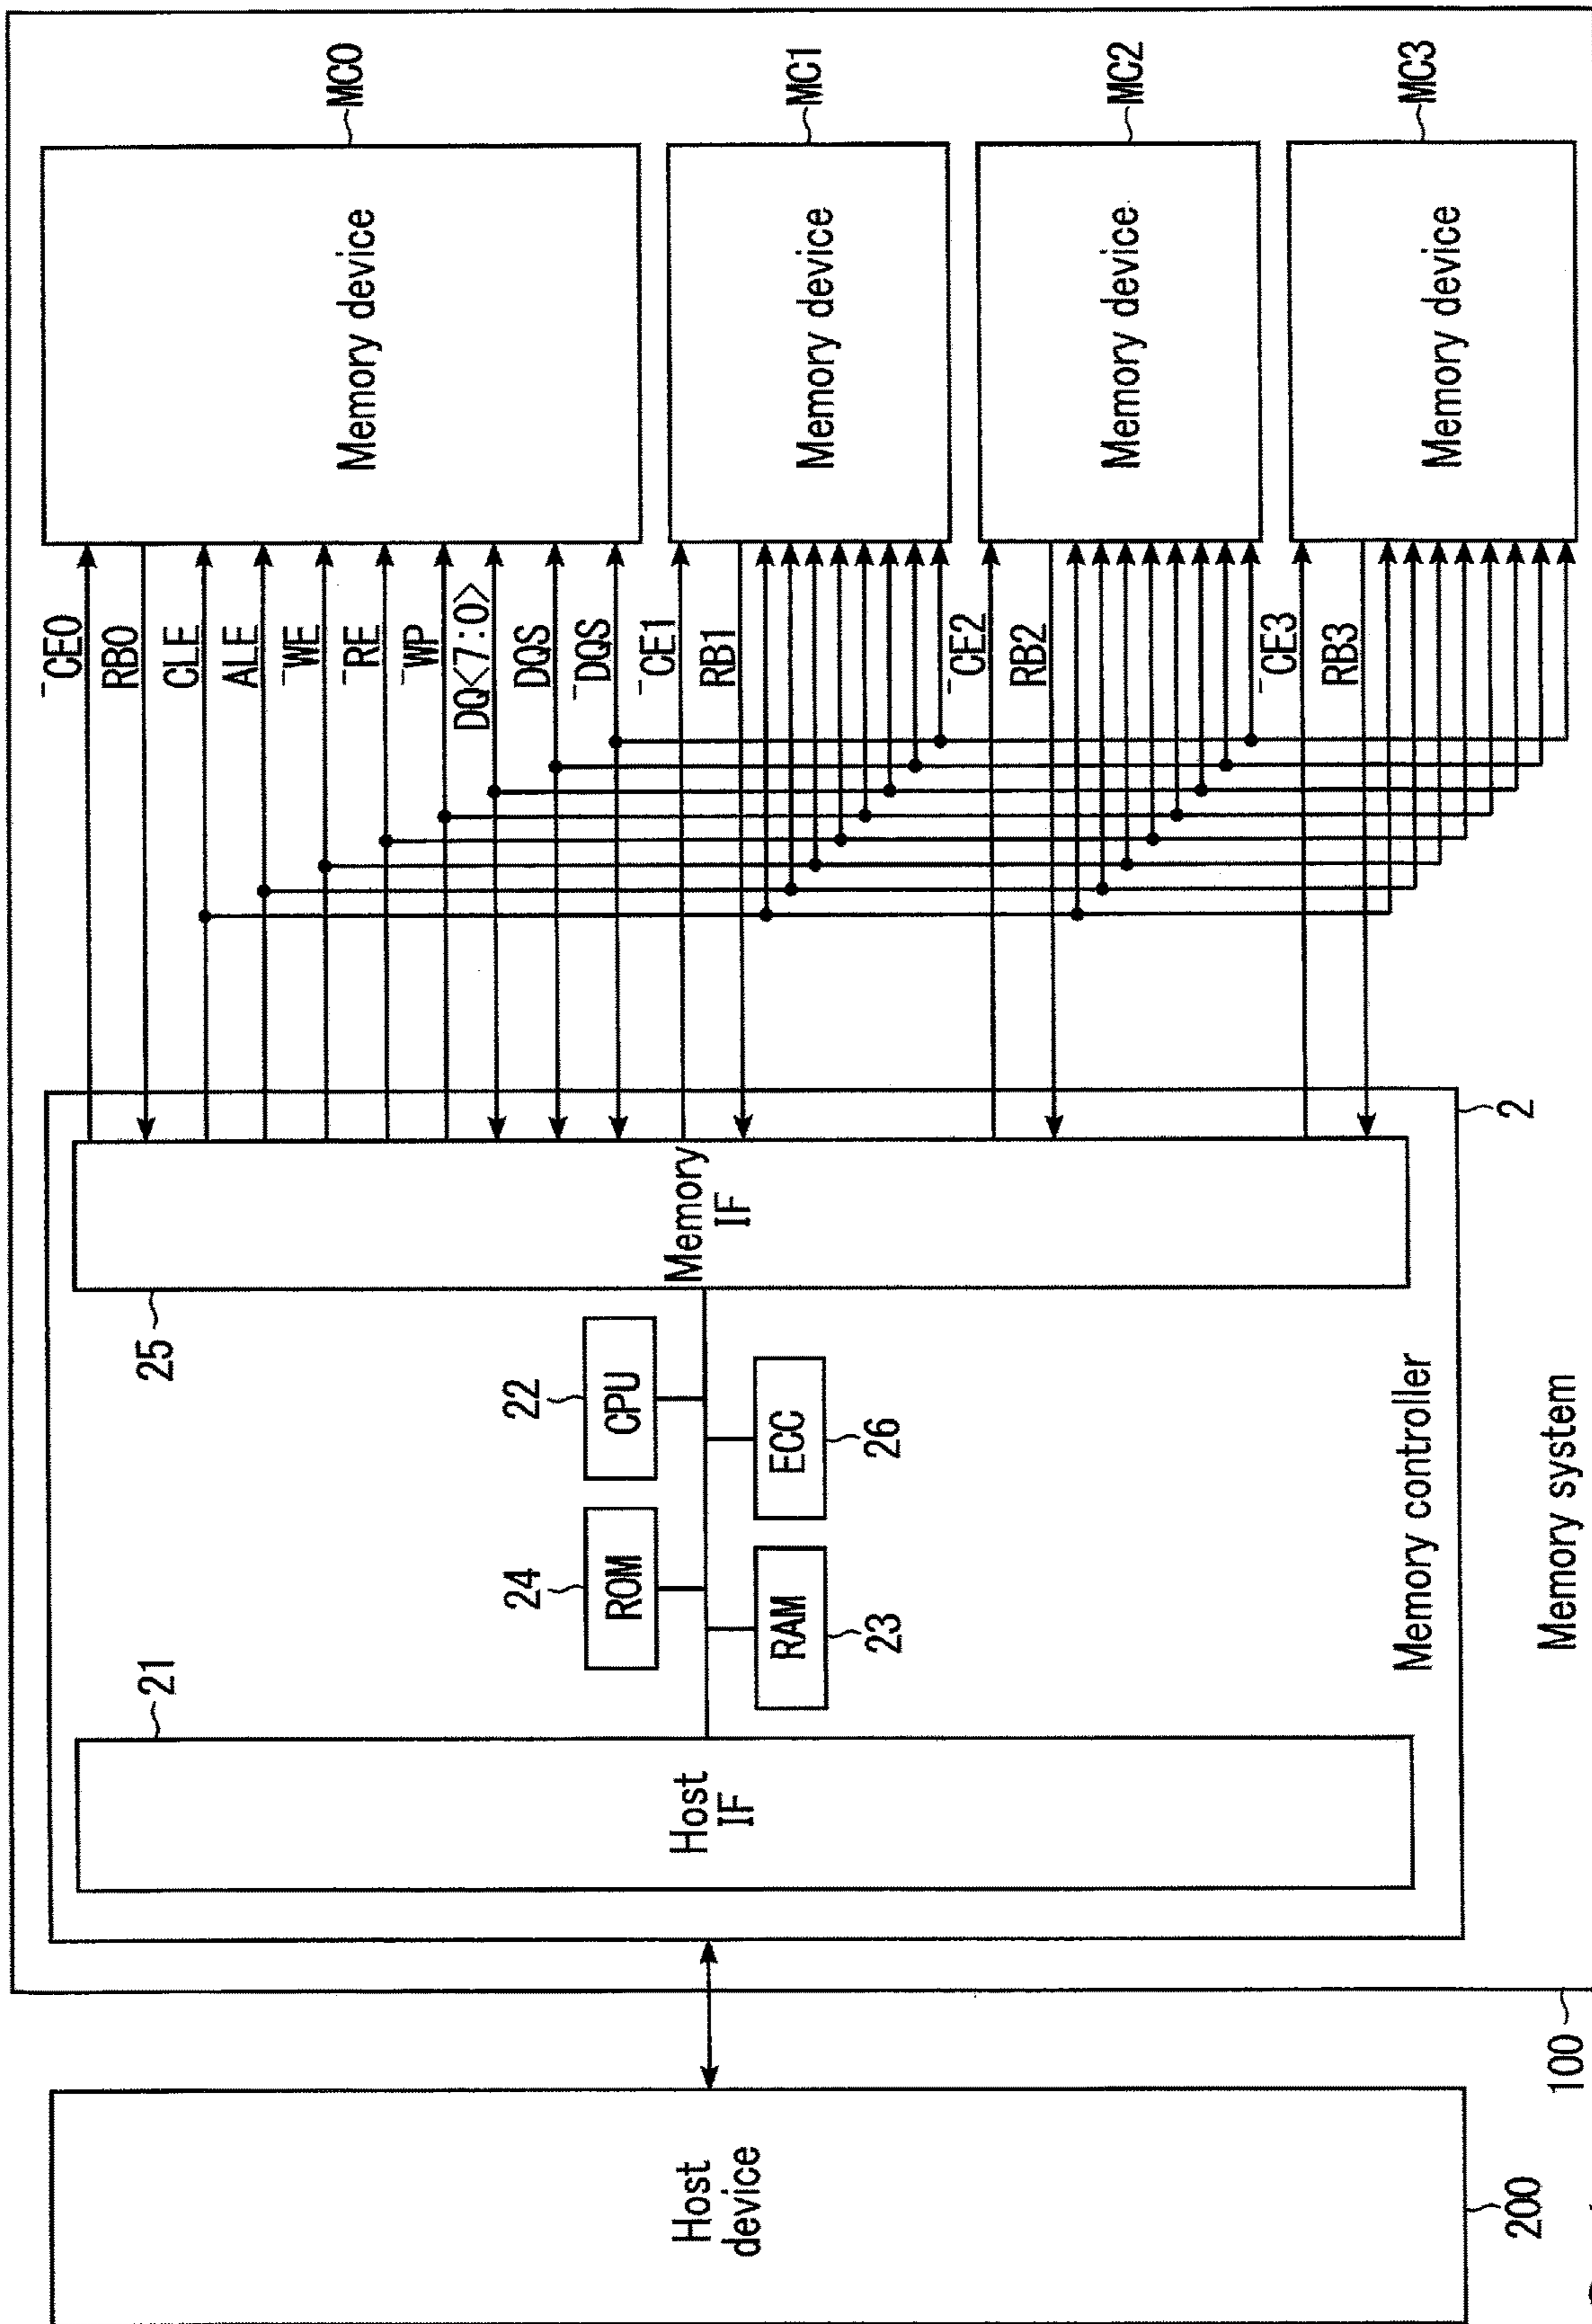 Host
device
200
100
Memory system
Memory controller
2
Host
IF
21
ROM
24
CPU
22
RAM
23
ECC
26
Memory
IF
25
¯CE0
RB0
CLE
ALE
¯WE
¯RE
¯WP
DQ<7:0>
DQS
¯DQS
¯CE1
RB1
¯CE2
RB2
¯CE3
RB3
Memory device
MC0
Memory device
MC1
Memory device
MC2
Memory device
MC3